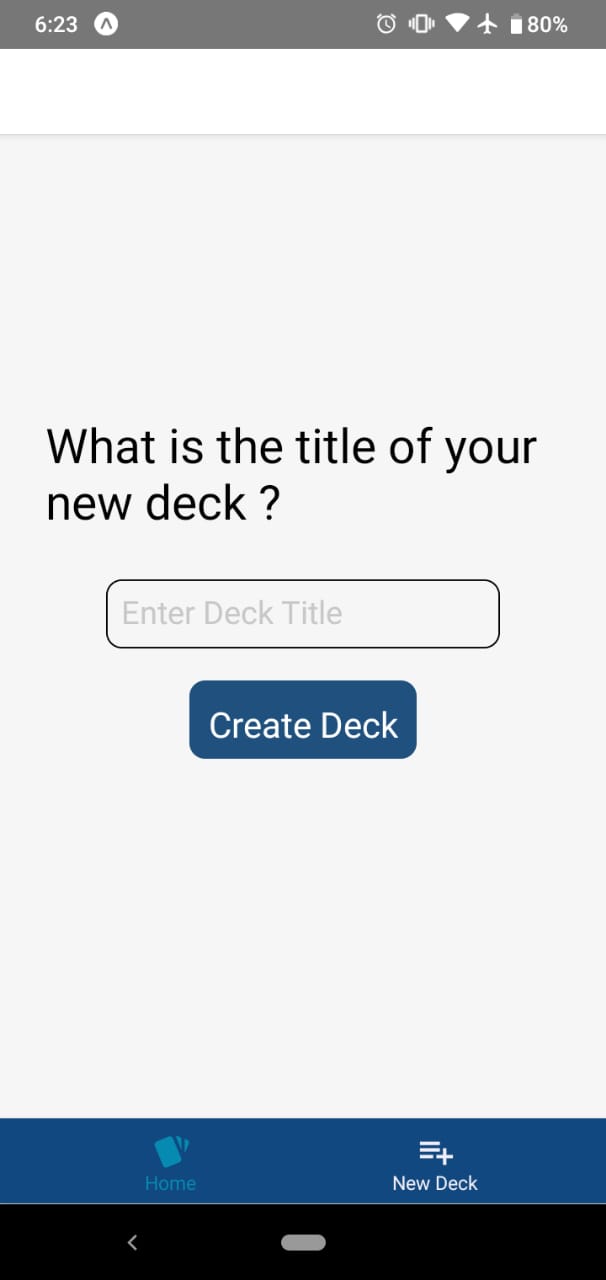 6:23 80%
What is the title of your
new deck ?
Enter Deck Title
Create Deck
Home New Deck